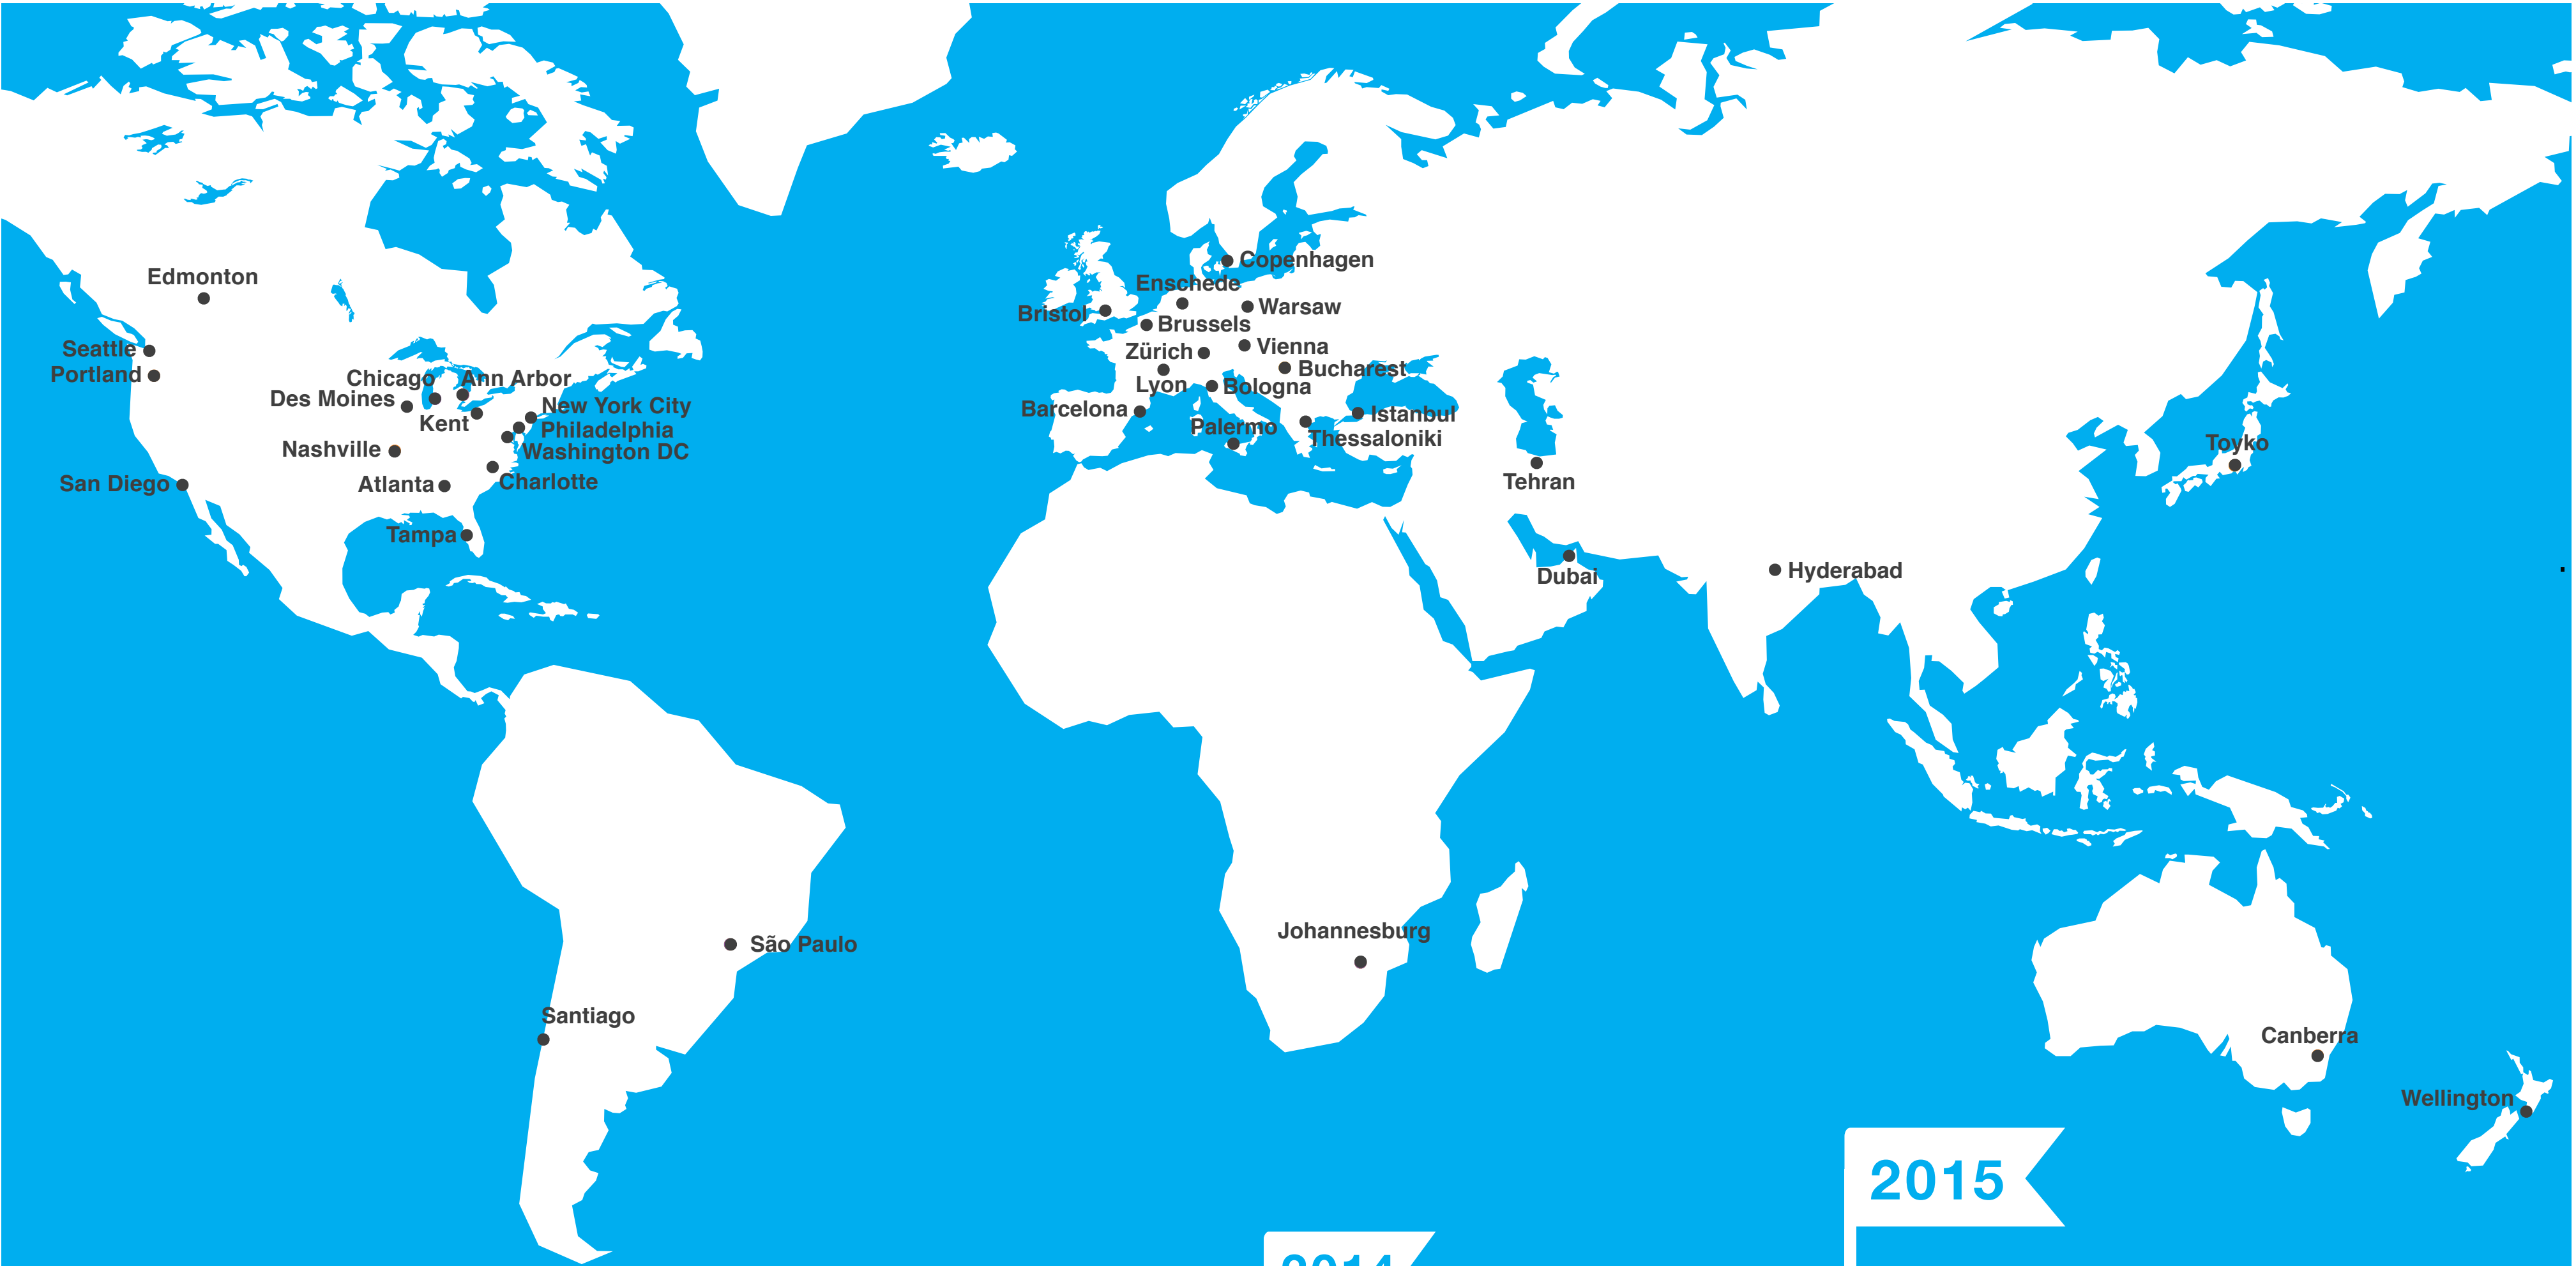 Edmonton
Seattle
Portland
San Diego
Chicago
Ann Arbor
Des Moines
Kent
New York City
Philadelphia
Washington DC
Nashville
Charlotte
Atlanta
Tampa
São Paulo
Santiago
Copenhagen
Enschede
Bristol
Warsaw
Brussels
Zürich
Vienna
Bucharest
Lyon
Bologna
Barcelona
Istanbul
Palermo
Thessaloniki
Tehran
Dubai
Hyderabad
Toyko
Johannesburg
Canberra
Wellington
2015
2014